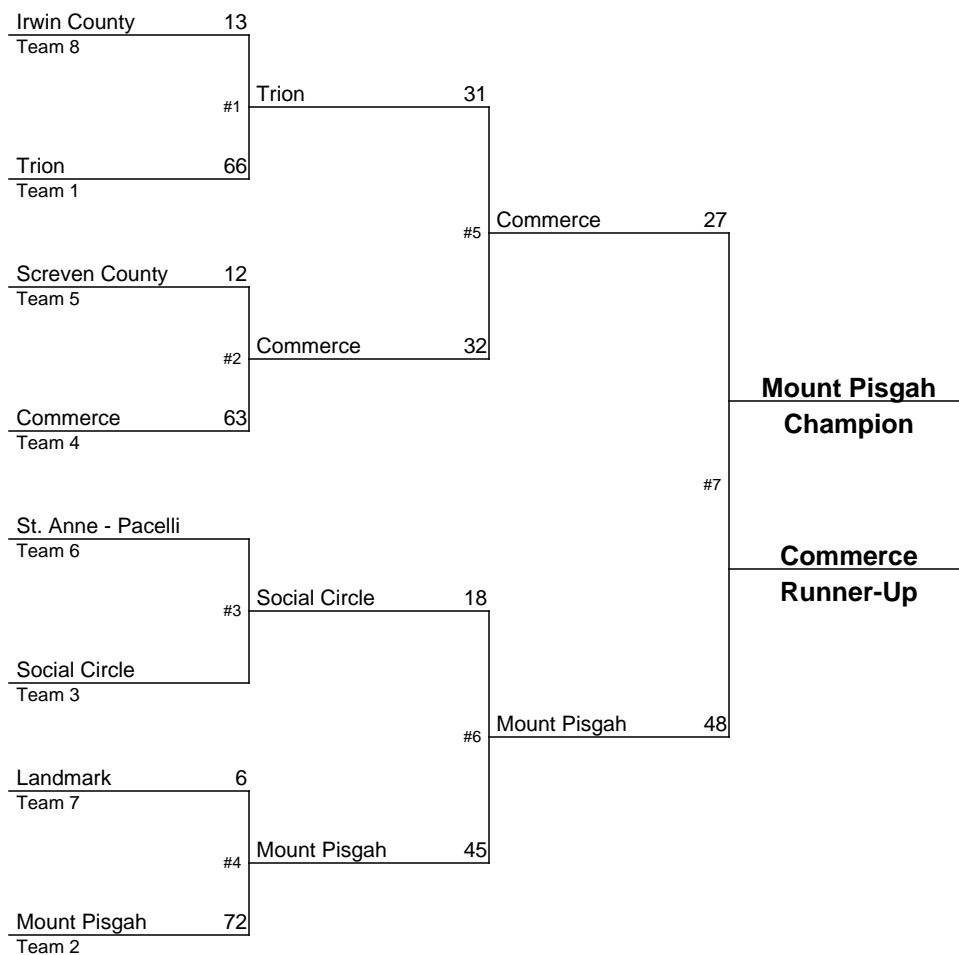 Irwin County 13
Team 8
#1 Trion 31
Trion 66
Team 1
#5 Commerce 27
Screven County 12
Team 5
#2 Commerce 32
Commerce 63
Team 4
Mount Pisgah
Champion
#7
St. Anne - Pacelli
Team 6
#3 Social Circle 18
Social Circle
Team 3
Commerce
Runner-Up
#6 Mount Pisgah 48
Landmark 6
Team 7
#4 Mount Pisgah 45
Mount Pisgah 72
Team 2